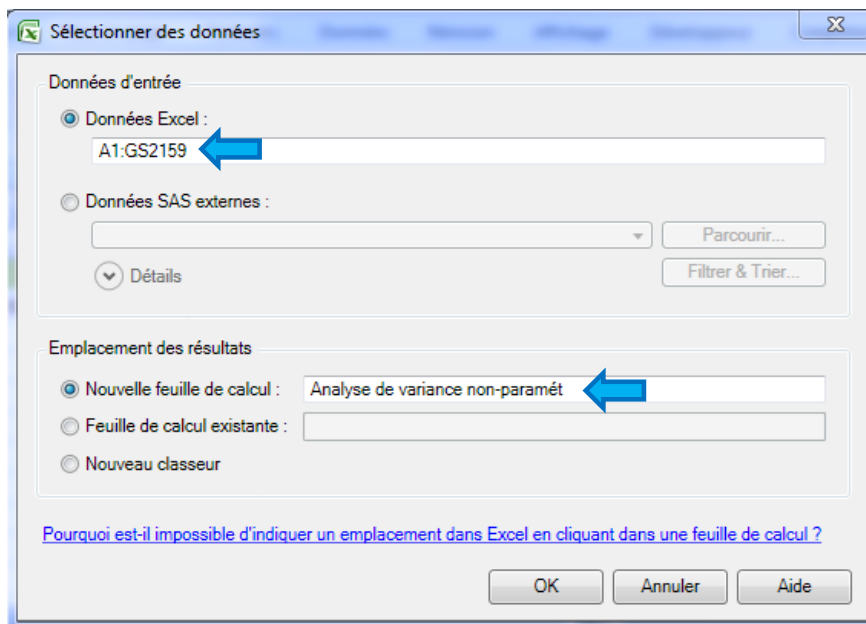 Sélectionner des données
Données d'entrée
Données Excel :
A1:GS2159
Données SAS externes :
Parcourir...
Détails
Filtrer & Trier...
Emplacement des résultats
Nouvelle feuille de calcul :
Analyse de variance non-paramét
Feuille de calcul existante :
Nouveau classeur
Pourquoi est-il impossible d'indiquer un emplacement dans Excel en cliquant dans une feuille de calcul ?
OK
Annuler
Aide